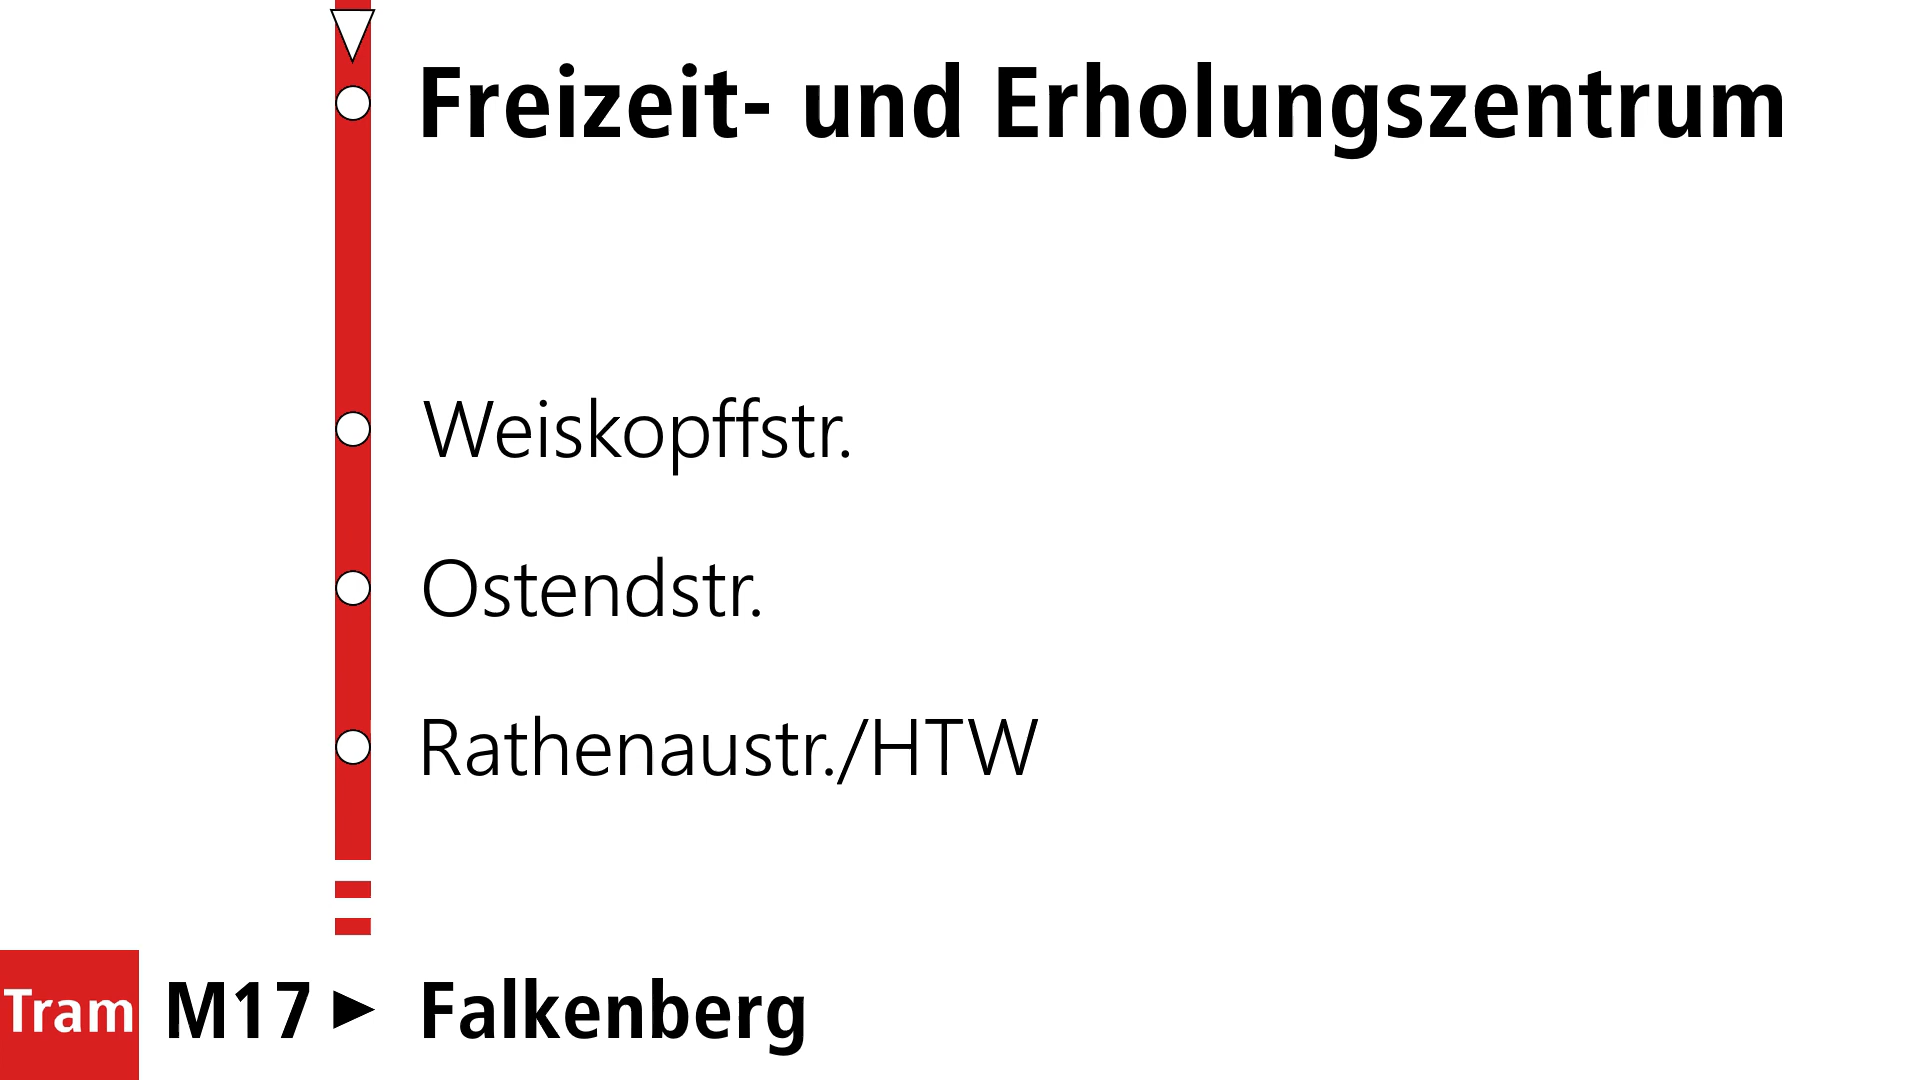 Freizeit- und Erholungszentrum
Weiskopffstr.
Ostendstr.
Rathenaustr./HTW
Tram M17 ► Falkenberg